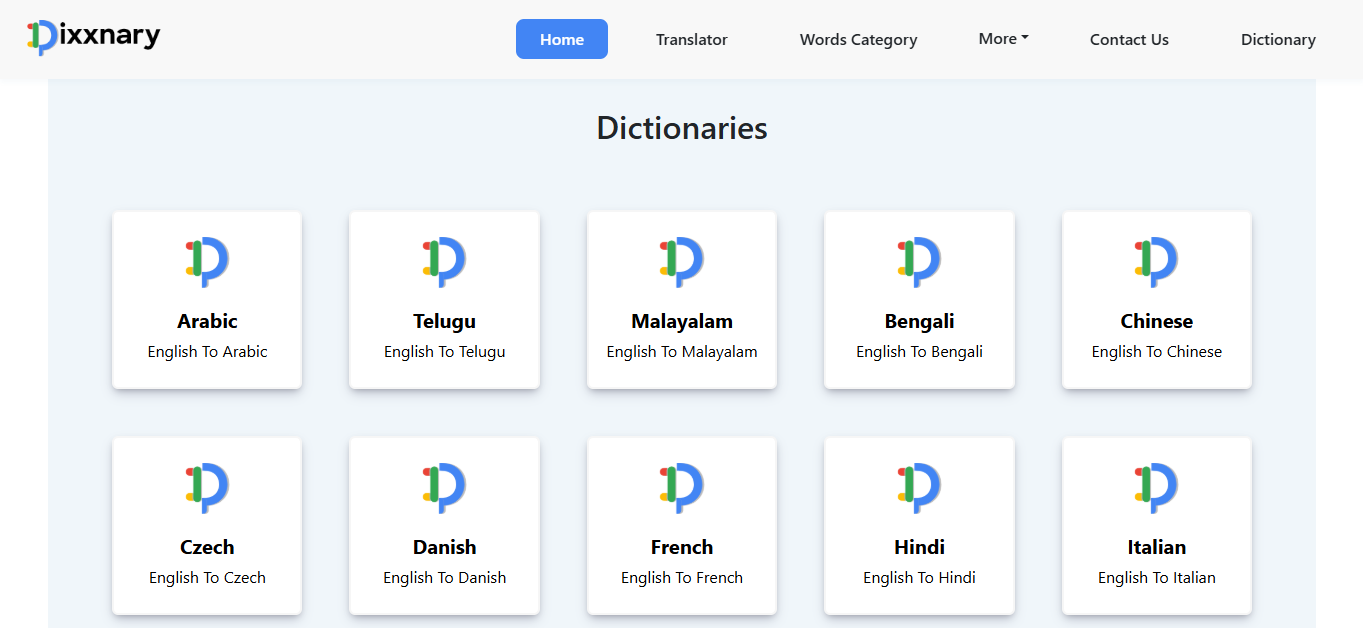 Dixxnary
Home Translator Words Category More Contact Us Dictionary
Dictionaries
Arabic Telugu Malayalam Bengali Chinese
English To Arabic English To Telugu English To Malayalam English To Bengali English To Chinese
Czech Danish French Hindi Italian
English To Czech English To Danish English To French English To Hindi English To Italian